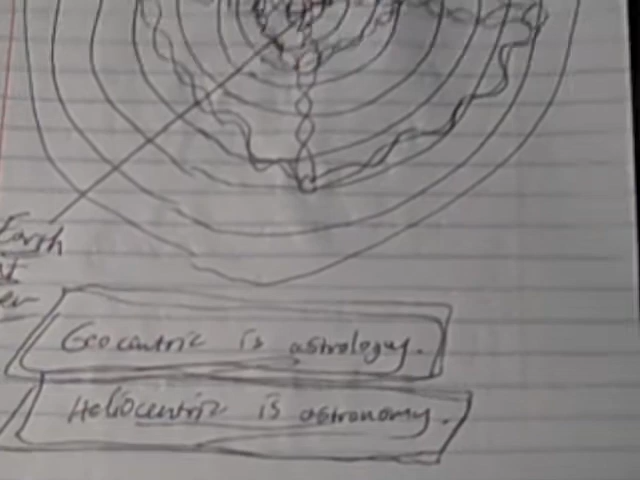 Earth
Geocentric is astrology.
Heliocentric is astronomy.